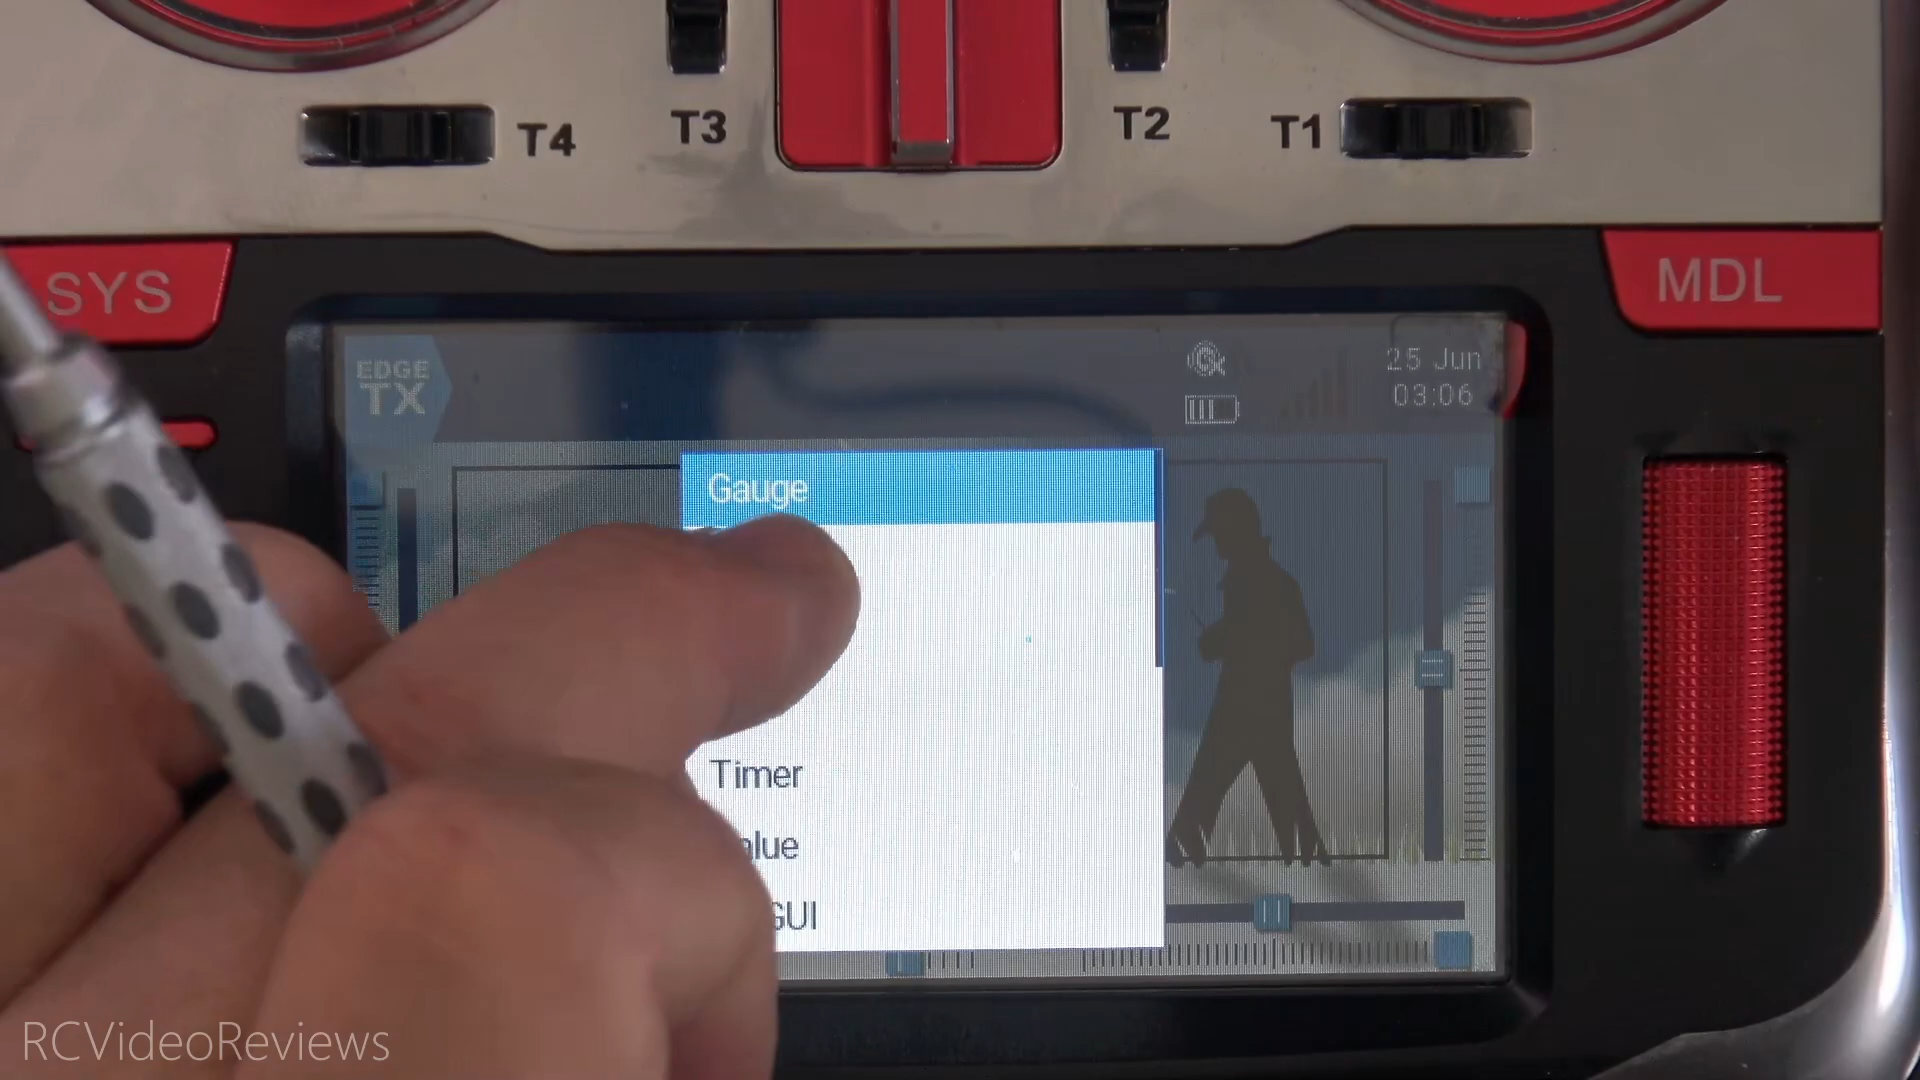 T4
T3
T2
T1
SYS
MDL
EDGE
TX
25 Jun
03:06
Gauge
Timer
RCVideoReviews